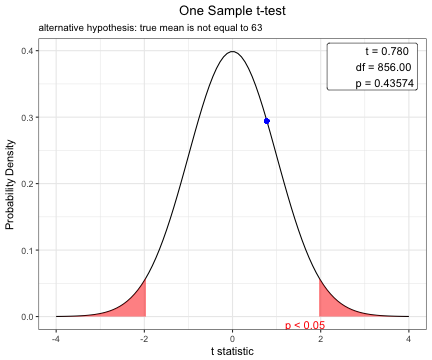 One Sample t-test
alternative hypothesis: true mean is not equal to 63
t = 0.780
df = 856.00
p = 0.43574
Probability Density
0.4
0.3
0.2
0.1
0.0
p < 0.05
-4
-2
0
2
4
t statistic